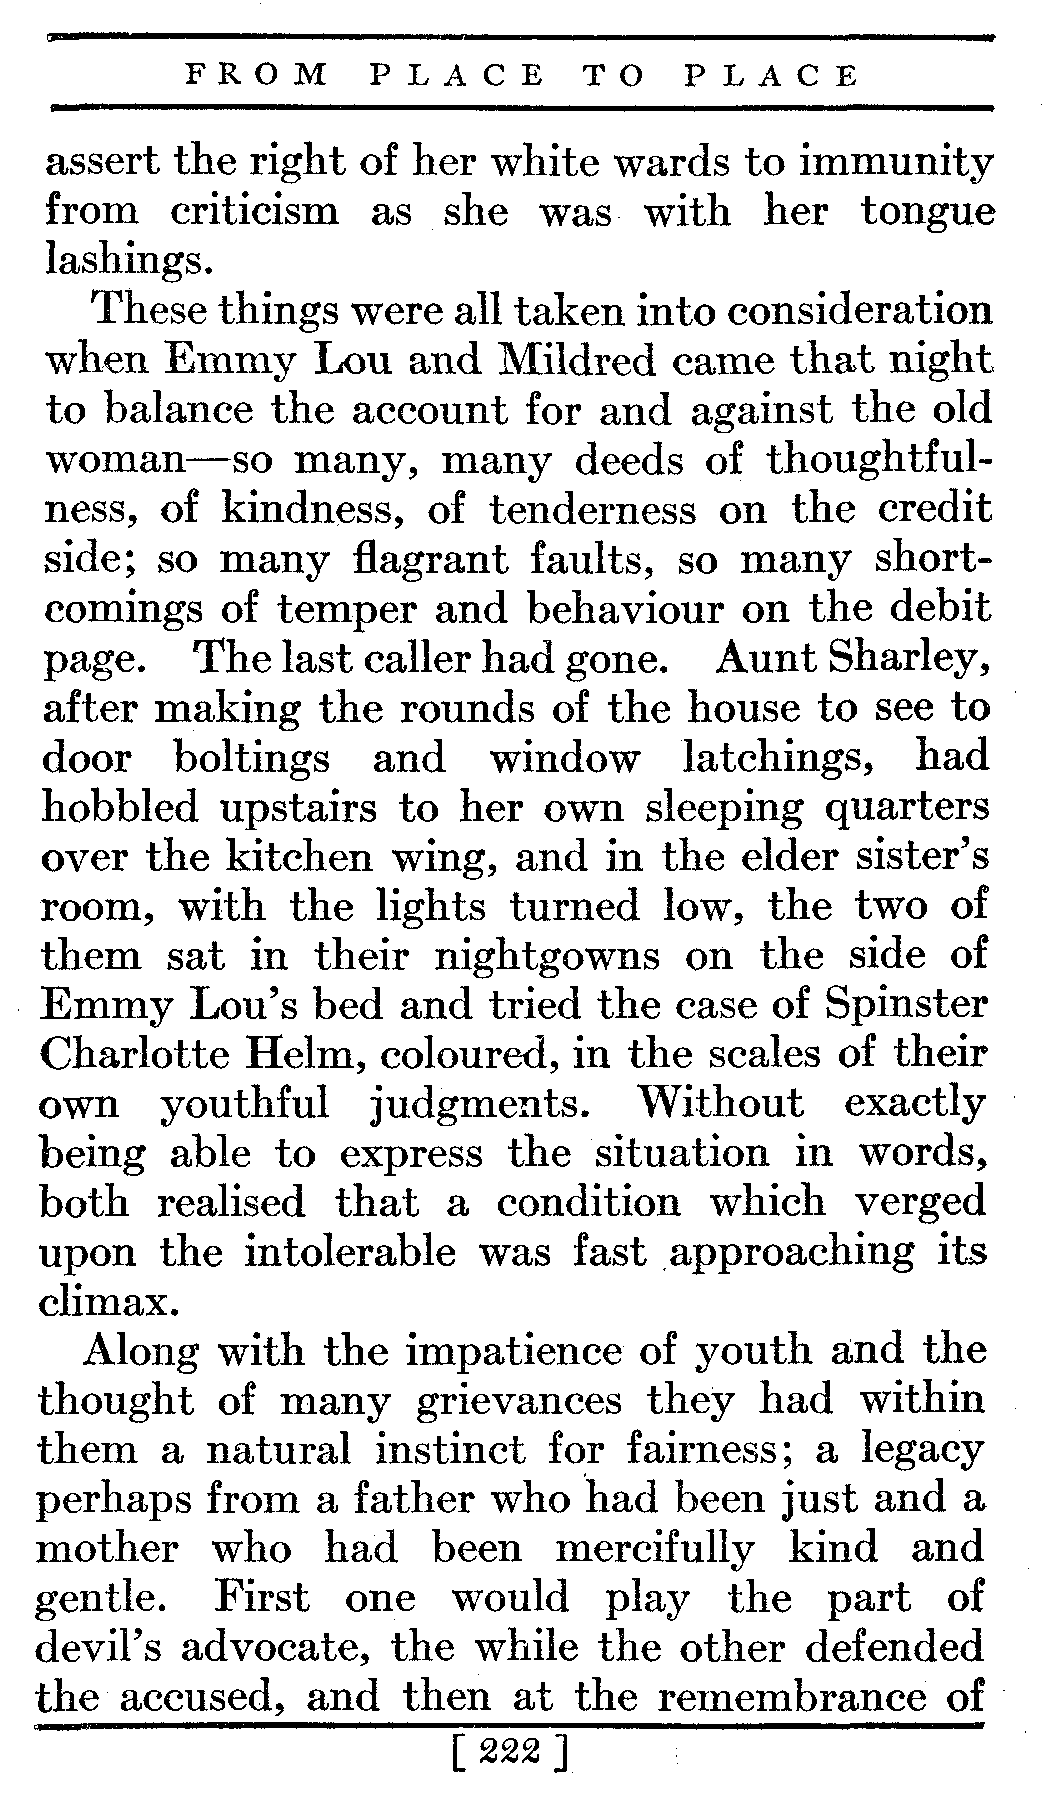 FROM PLACE TO PLACE
assert the right of her white wards to immunity
from criticism as she was with her tongue
lashings.
These things were all taken into consideration
when Emmy Lou and Mildred came that night
to balance the account for and against the old
woman—so many, many deeds of thoughtful-
ness, of kindness, of tenderness on the credit
side; so many flagrant faults, so many short-
comings of temper and behaviour on the debit
page. The last caller had gone. Aunt Sharley,
after making the rounds of the house to see to
door boltings and window latchings, had
hobbled upstairs to her own sleeping quarters
over the kitchen wing, and in the elder sister's
room, with the lights turned low, the two of
them sat in their nightgowns on the side of
Emmy Lou's bed and tried the case of Spinster
Charlotte Helm, coloured, in the scales of their
own youthful judgments. Without exactly
being able to express the situation in words,
both realised that a condition which verged
upon the intolerable was fast approaching its
climax.
Along with the impatience of youth and the
thought of many grievances they had within
them a natural instinct for fairness; a legacy
perhaps from a father who had been just and a
mother who had been mercifully kind and
gentle. First one would play the part of
devil's advocate, the while the other defended
the accused, and then at the remembrance of
[ 222 ]